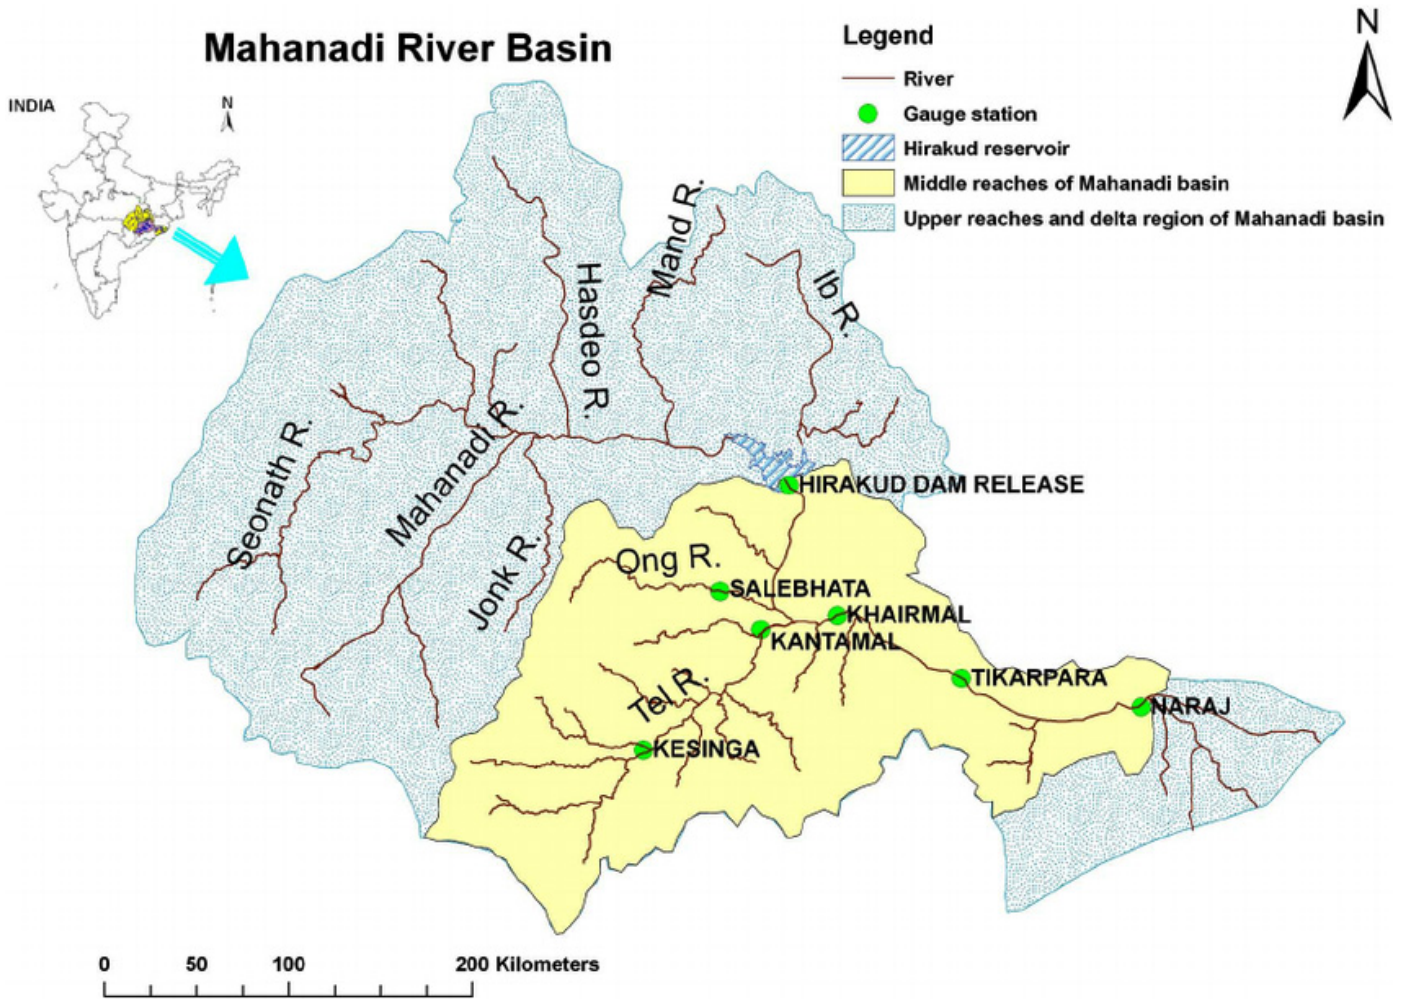 Mahanadi River Basin
INDIA
N
Legend
River
Gauge station
Hirakud reservoir
Middle reaches of Mahanadi basin
Upper reaches and delta region of Mahanadi basin
N
Mand R.
Hasdeo R.
Ib R.
Seonath R.
Mahanadi R.
Jonk R.
HIRAKUD DAM RELEASE
Ong R.
SALEBHATA
KHAIRMAL
KANTAMAL
TIKARPARA
Tel R.
NARAJ
KESINGA
0 50 100 200 Kilometers